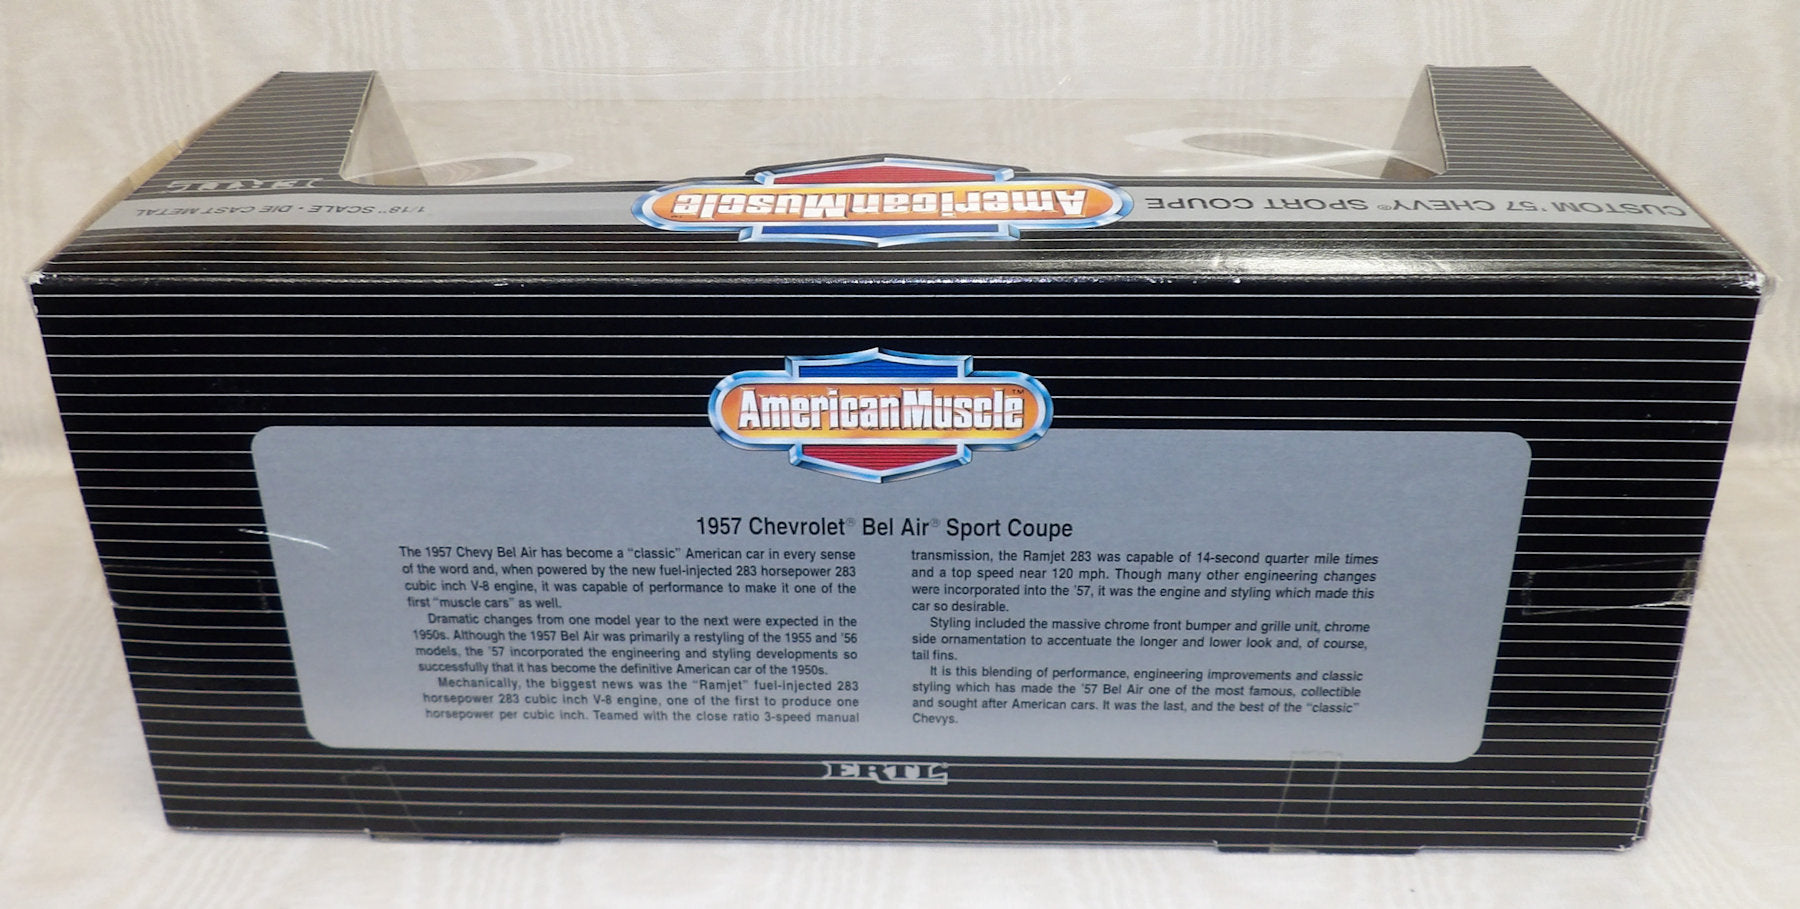 CUSTOM '57 CHEVY® SPORT COUPE
AmericanMuscle™
1/18" SCALE • DIE CAST METAL
ERTL
AmericanMuscle™
1957 Chevrolet® Bel Air® Sport Coupe
The 1957 Chevy Bel Air has become a “classic” American car in every sense
of the word and, when powered by the new fuel-injected 283 horsepower 283
cubic inch V-8 engine, it was capable of performance to make it one of the
first “muscle cars” as well.
Dramatic changes from one model year to the next were expected in the
1950s. Although the 1957 Bel Air was primarily a restyling of the 1955 and '56
models, the '57 incorporated the engineering and styling developments so
successfully that it has become the definitive American car of the 1950s.
Mechanically, the biggest news was the “Ramjet” fuel-injected 283
horsepower 283 cubic inch V-8 engine, one of the first to produce one
horsepower per cubic inch. Teamed with the close ratio 3-speed manual
transmission, the Ramjet 283 was capable of 14-second quarter mile times
and a top speed near 120 mph. Though many other engineering changes
were incorporated into the '57, it was the engine and styling which made this
car so desirable.
Styling included the massive chrome front bumper and grille unit, chrome
side ornamentation to accentuate the longer and lower look and, of course,
tail fins.
It is this blending of performance, engineering improvements and classic
styling which has made the '57 Bel Air one of the most famous, collectible
and sought after American cars. It was the last, and the best of the “classic”
Chevys.
ERTL®